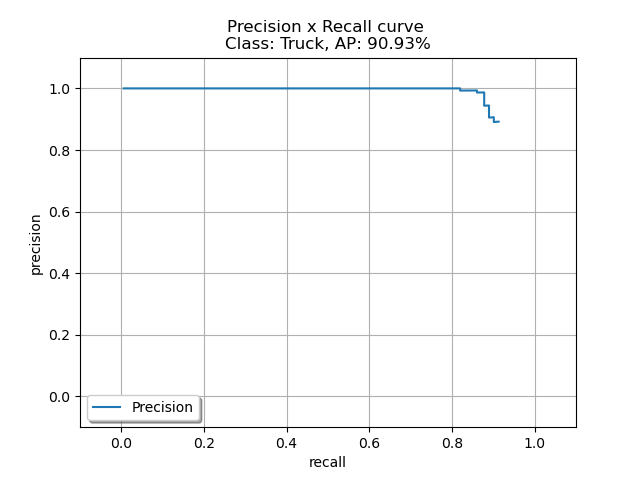 Precision x Recall curve
Class: Truck, AP: 90.93%
1.0
0.8
0.6
0.4
0.2
0.0
precision
Precision
0.0 0.2 0.4 0.6 0.8 1.0
recall